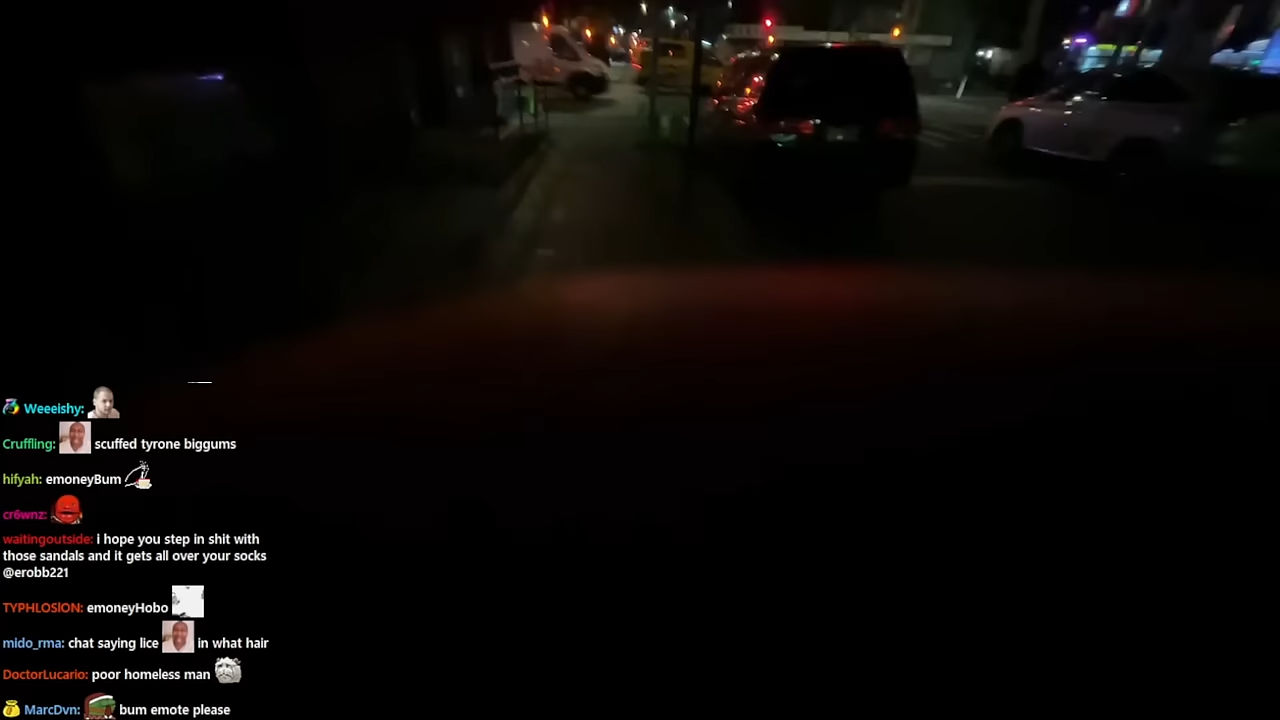 Weeeishy:
Cruffling: scuffed tyrone biggums
hifyah: emoneyBum
cr6wnz:
waitingoutside: i hope you step in shit with
those sandals and it gets all over your socks
@erobb221
TYPHLOSION: emoneyHobo
mido_rma: chat saying lice in what hair
DoctorLucario: poor homeless man
MarcDvn: bum emote please